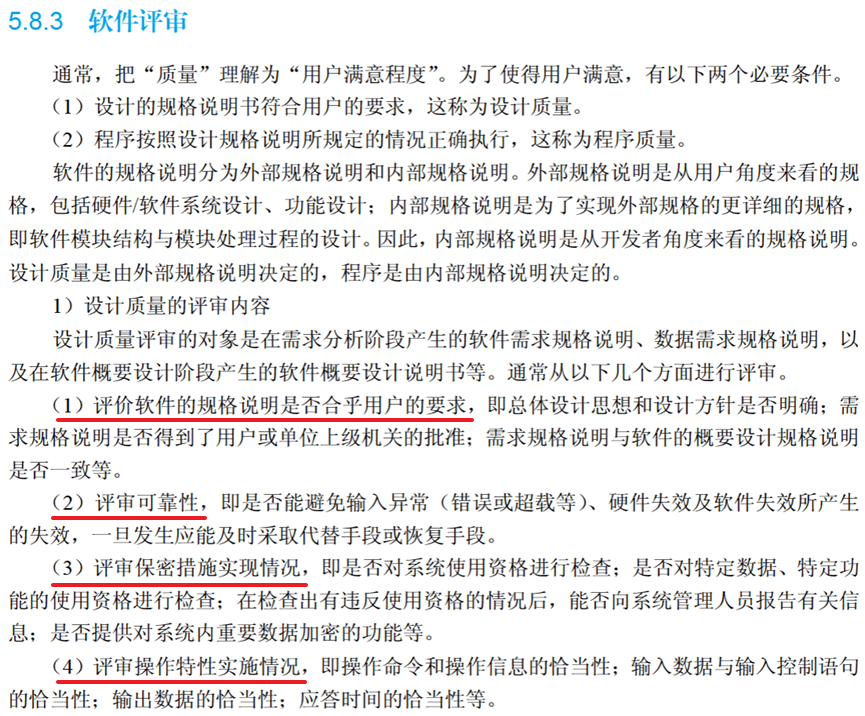 5.8.3 软件评审
通常，把“质量”理解为“用户满意程度”。为了使得用户满意，有以下两个必要条件。
（1）设计的规格说明书符合用户的要求，这称为设计质量。
（2）程序按照设计规格说明所规定的情况正确执行，这称为程序质量。
软件的规格说明分为外部规格说明和内部规格说明。外部规格说明是从用户角度来看的规
格，包括硬件/软件系统设计、功能设计；内部规格说明是为了实现外部规格的更详细的规格，
即软件模块结构与模块处理过程的设计。因此，内部规格说明是从开发者角度来看的规格说明。
设计质量是由外部规格说明决定的，程序是由内部规格说明决定的。
1）设计质量的评审内容
设计质量评审的对象是在需求分析阶段产生的软件需求规格说明、数据需求规格说明，以
及在软件概要设计阶段产生的软件概要设计说明书等。通常从以下几个方面进行评审。
（1）评价软件的规格说明是否合乎用户的要求，即总体设计思想和设计方针是否明确；需
求规格说明是否得到了用户或单位上级机关的批准；需求规格说明与软件的概要设计规格说明
是否一致等。
（2）评审可靠性，即是否能避免输入异常（错误或超载等）、硬件失效及软件失效所产生
的失效，一旦发生应能及时采取代替手段或恢复手段。
（3）评审保密措施实现情况，即是否对系统使用资格进行检查；是否对特定数据、特定功
能的使用资格进行检查；在检查出有违反使用资格的情况后，能否向系统管理人员报告有关信
息；是否提供对系统内重要数据加密的功能等。
（4）评审操作特性实施情况，即操作命令和操作信息的恰当性；输入数据与输入控制语句
的恰当性；输出数据的恰当性；应答时间的恰当性等。